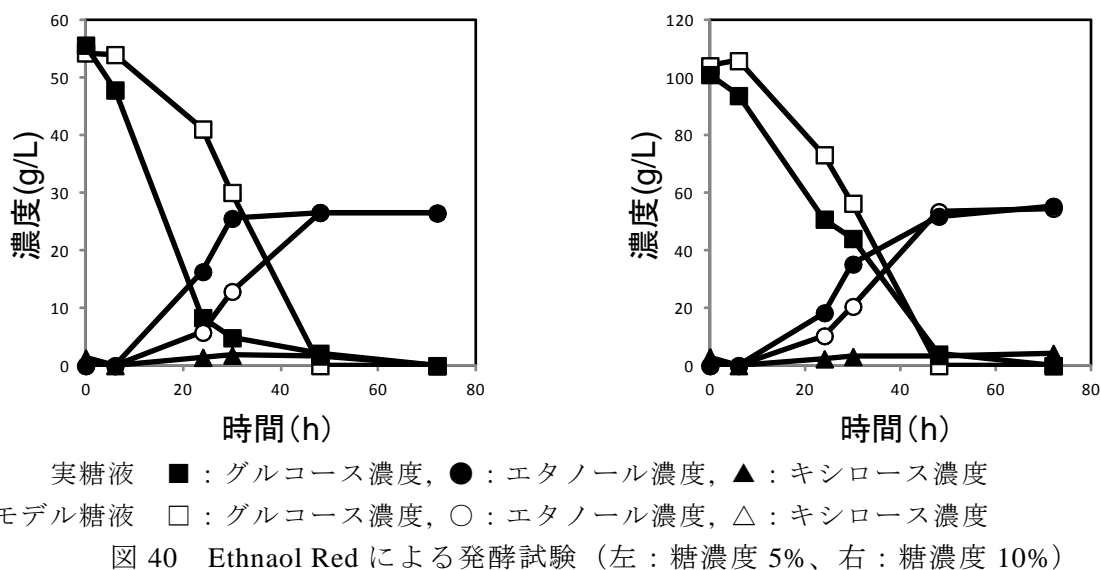 60
50
40
30
20
10
0
濃度(g/L)
0 20 40 60 80
時間(h)
120
100
80
60
40
20
0
濃度(g/L)
0 20 40 60 80
時間(h)
実糖液 ■：グルコース濃度, ●：エタノール濃度, ▲：キシロース濃度
モデル糖液 □：グルコース濃度, ○：エタノール濃度, △：キシロース濃度
図 40 Ethnaol Red による発酵試験（左：糖濃度 5%、右：糖濃度 10%）